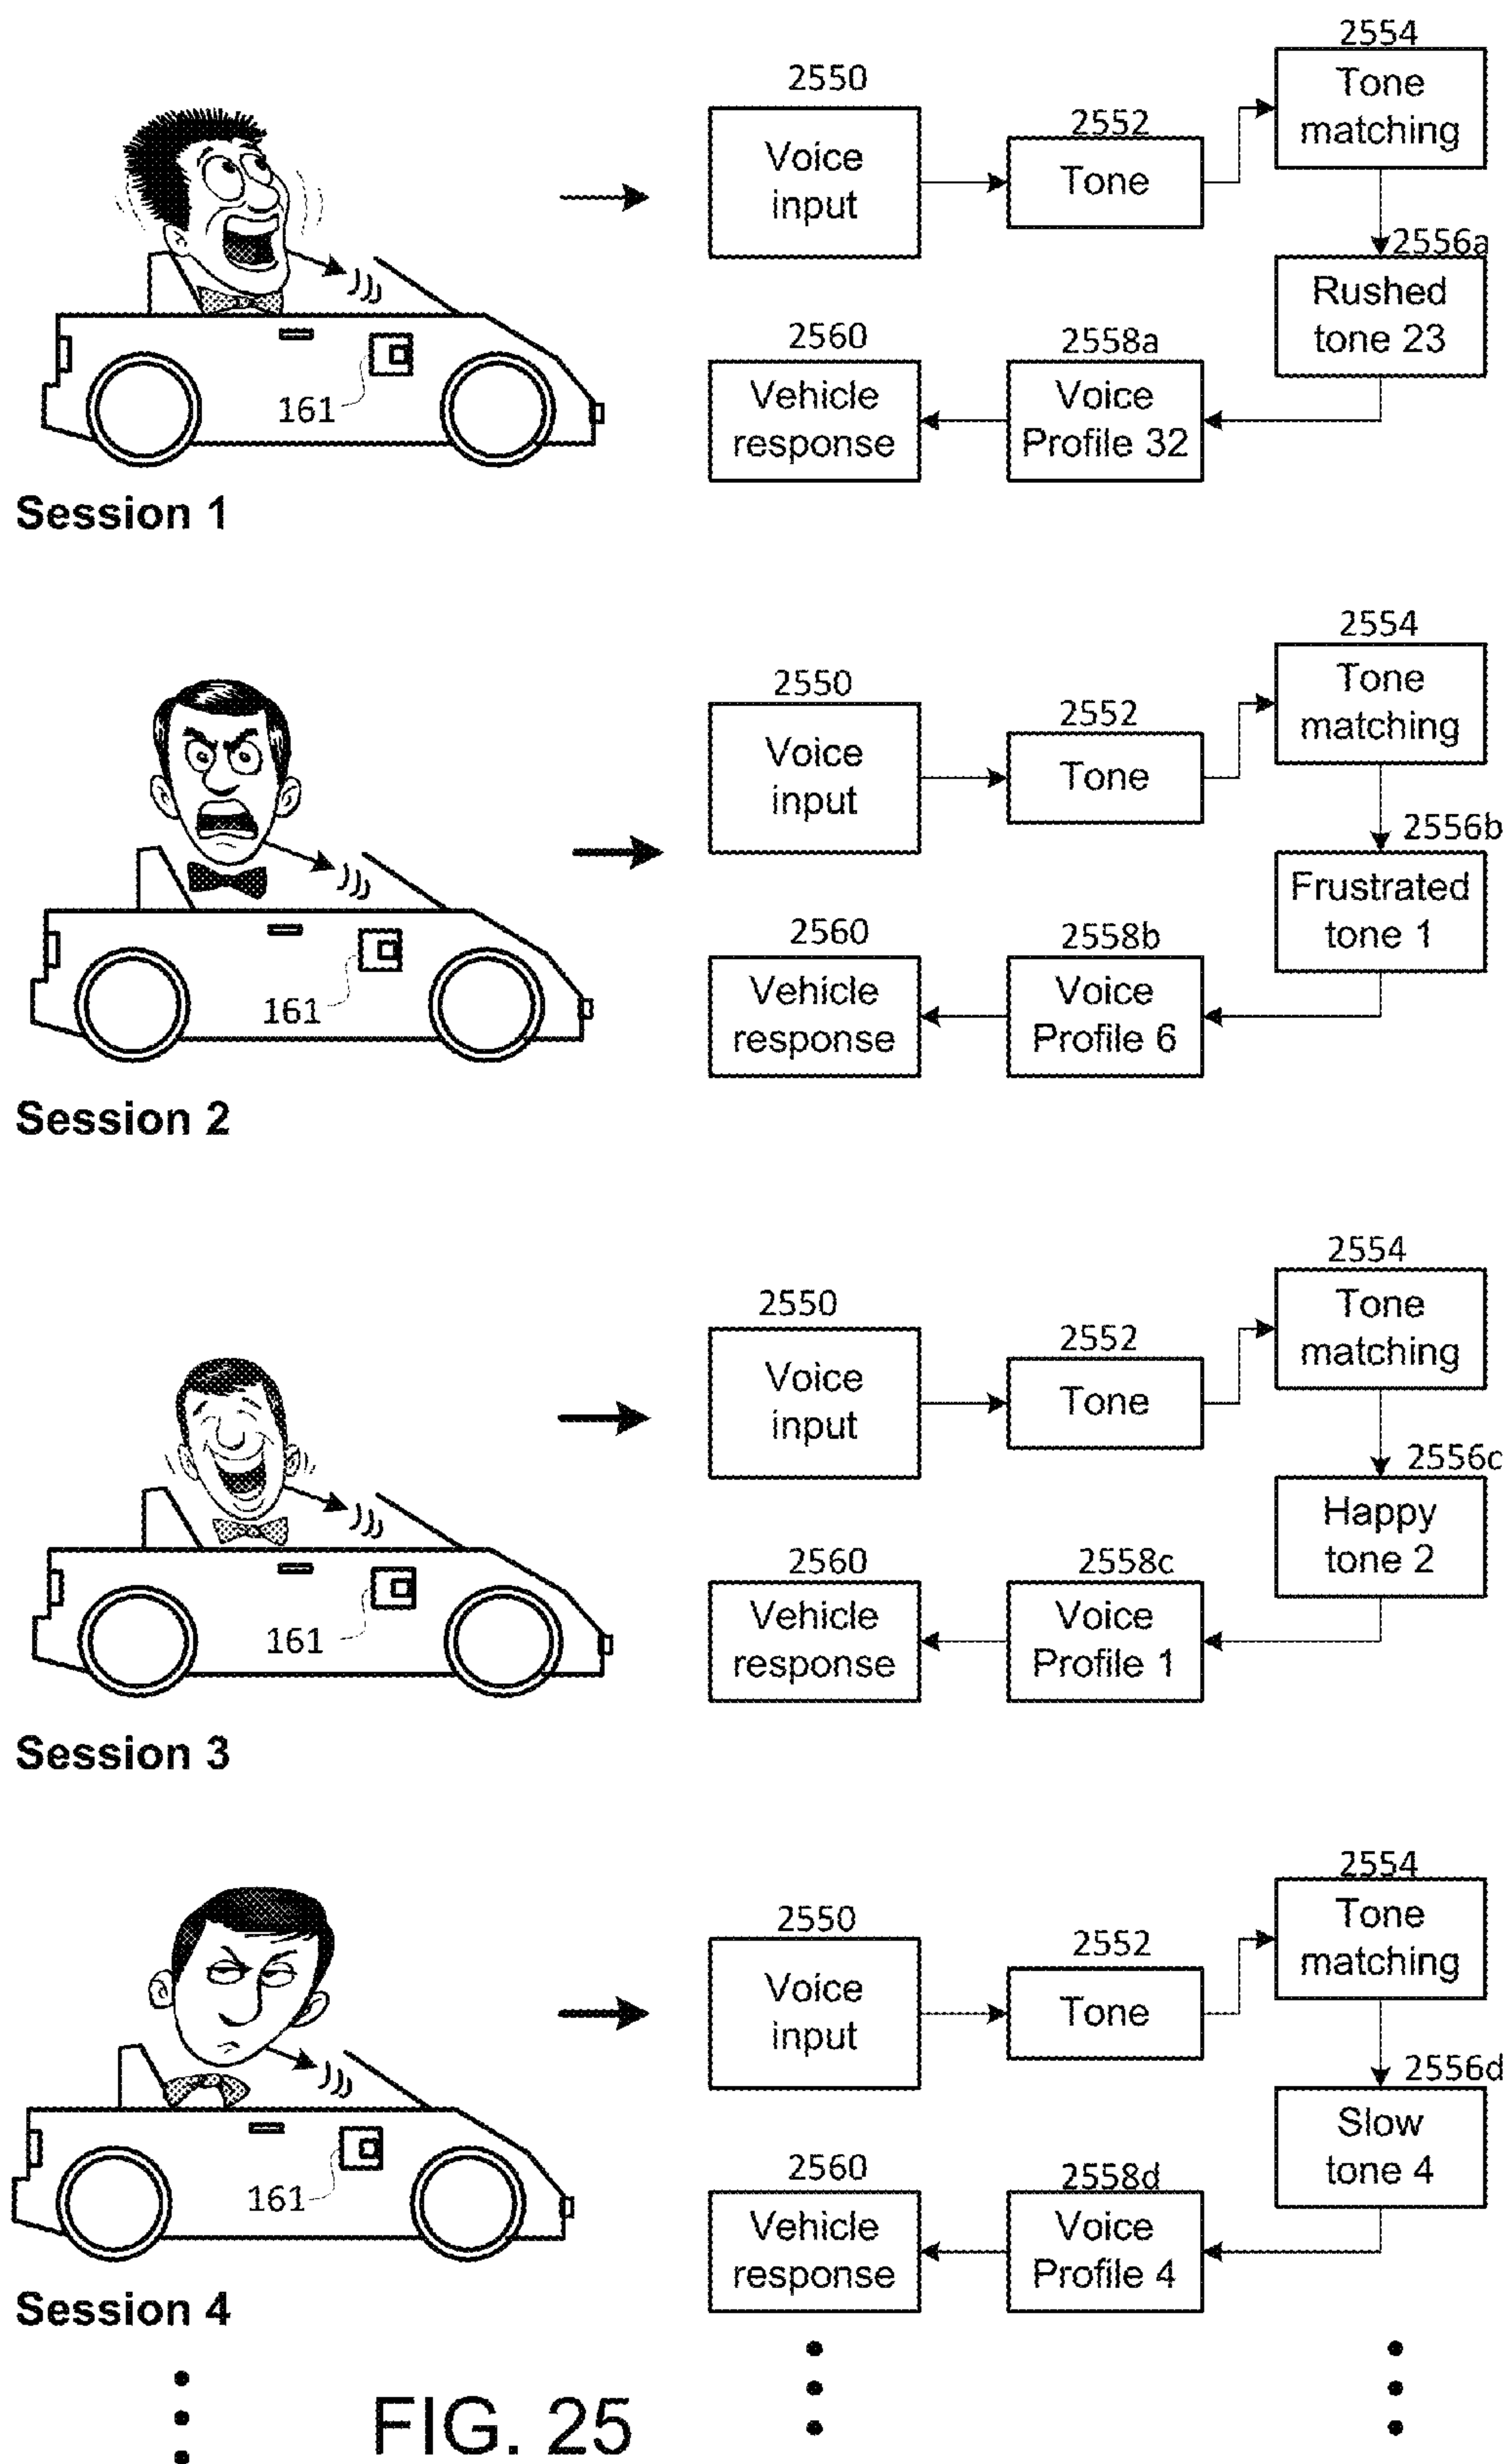 2554
2550
Tone
matching
2552
Voice
input
Tone
2556a
Rushed
tone 23
2560
2558a
161
Vehicle
response
Voice
Profile 32
Session 1
2554
2550
Tone
matching
2552
Voice
input
Tone
2556b
Frustrated
tone 1
2560
2558b
161
Vehicle
response
Voice
Profile 6
Session 2
2554
2550
Tone
matching
2552
Voice
input
Tone
2556c
Happy
tone 2
2560
2558c
161
Vehicle
response
Voice
Profile 1
Session 3
2554
2550
Tone
matching
2552
Voice
input
Tone
2556d
Slow
tone 4
2560
2558d
161
Vehicle
response
Voice
Profile 4
Session 4
FIG. 25